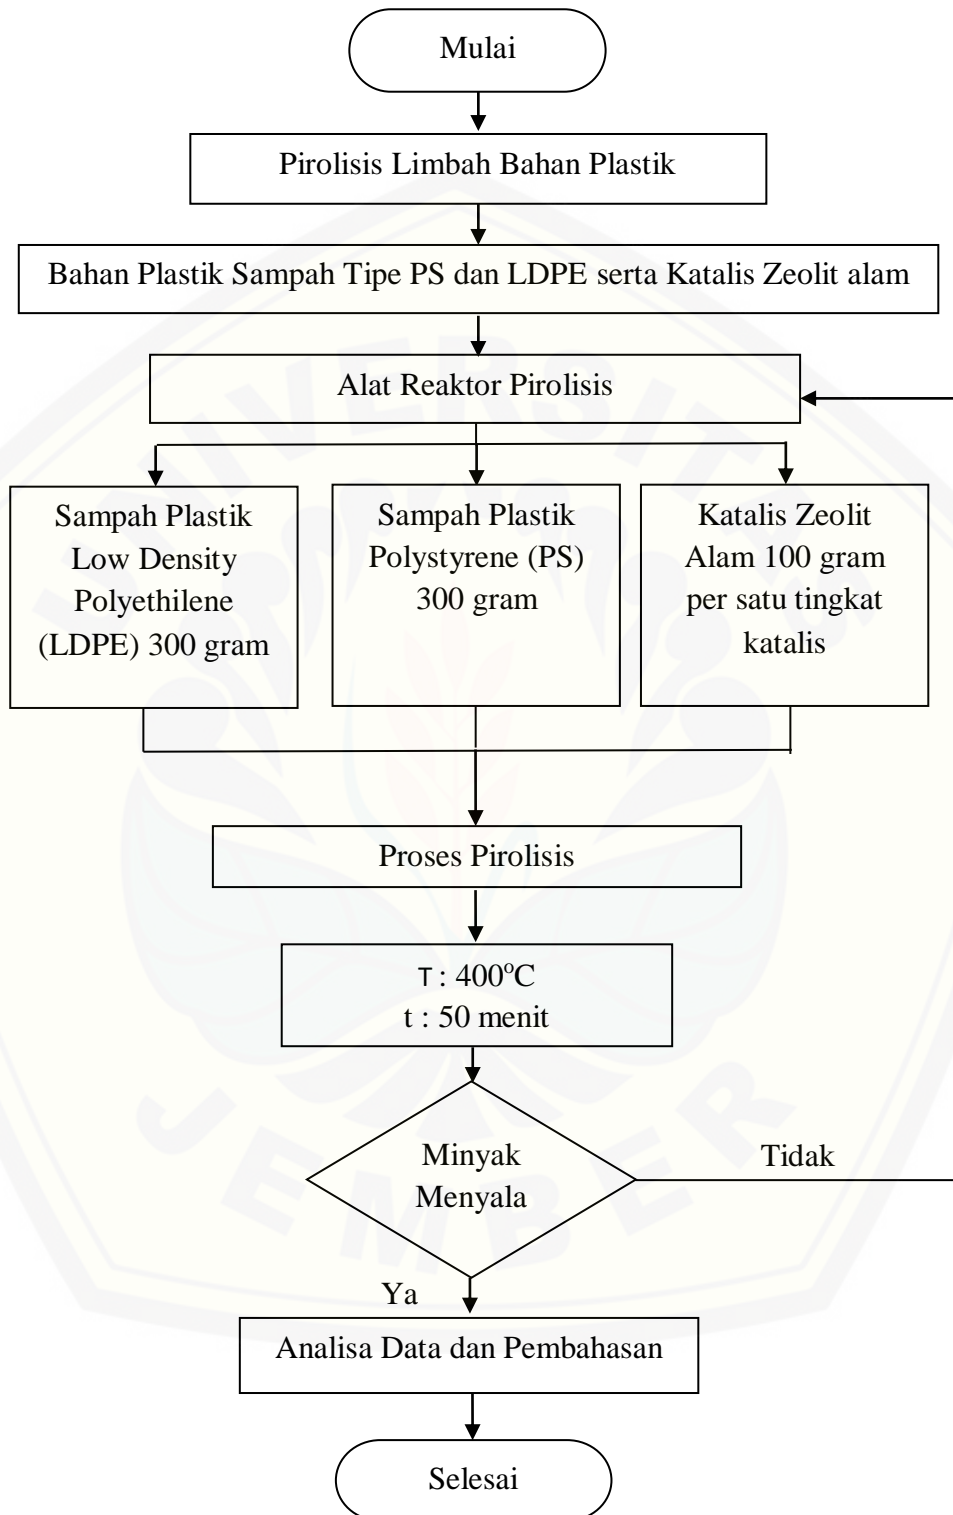 Mulai
Pirolisis Limbah Bahan Plastik
Bahan Plastik Sampah Tipe PS dan LDPE serta Katalis Zeolit alam
Alat Reaktor Pirolisis
Sampah Plastik
Low Density
Polyethilene
(LDPE) 300 gram
Sampah Plastik
Polystyrene (PS)
300 gram
Katalis Zeolit
Alam 100 gram
per satu tingkat
katalis
Proses Pirolisis
T : 400°C
t : 50 menit
Minyak
Menyala
Tidak
Ya
Analisa Data dan Pembahasan
Selesai
UNIVERSITAS
JEMBER